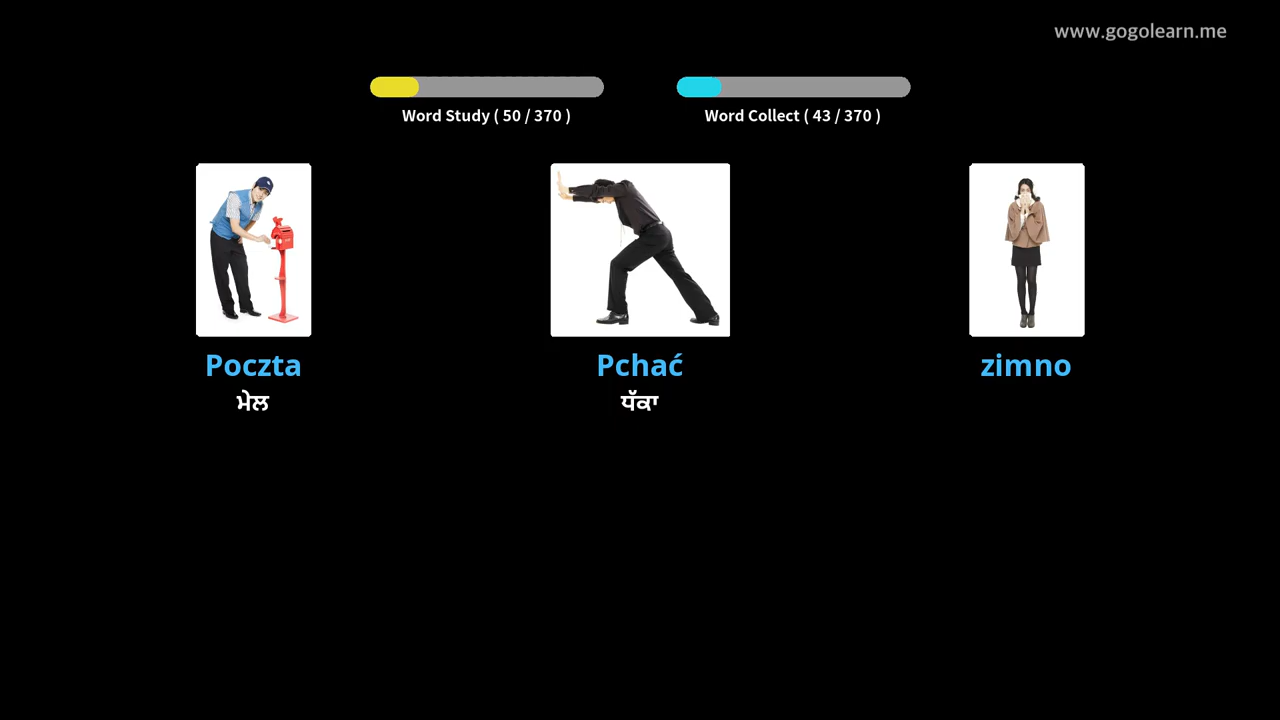 www.gogolearn.me
Word Study ( 50 / 370 )
Word Collect ( 43 / 370 )
Poczta
Pchać
zimno
ਮੇਲ
ਧੱਕਾ